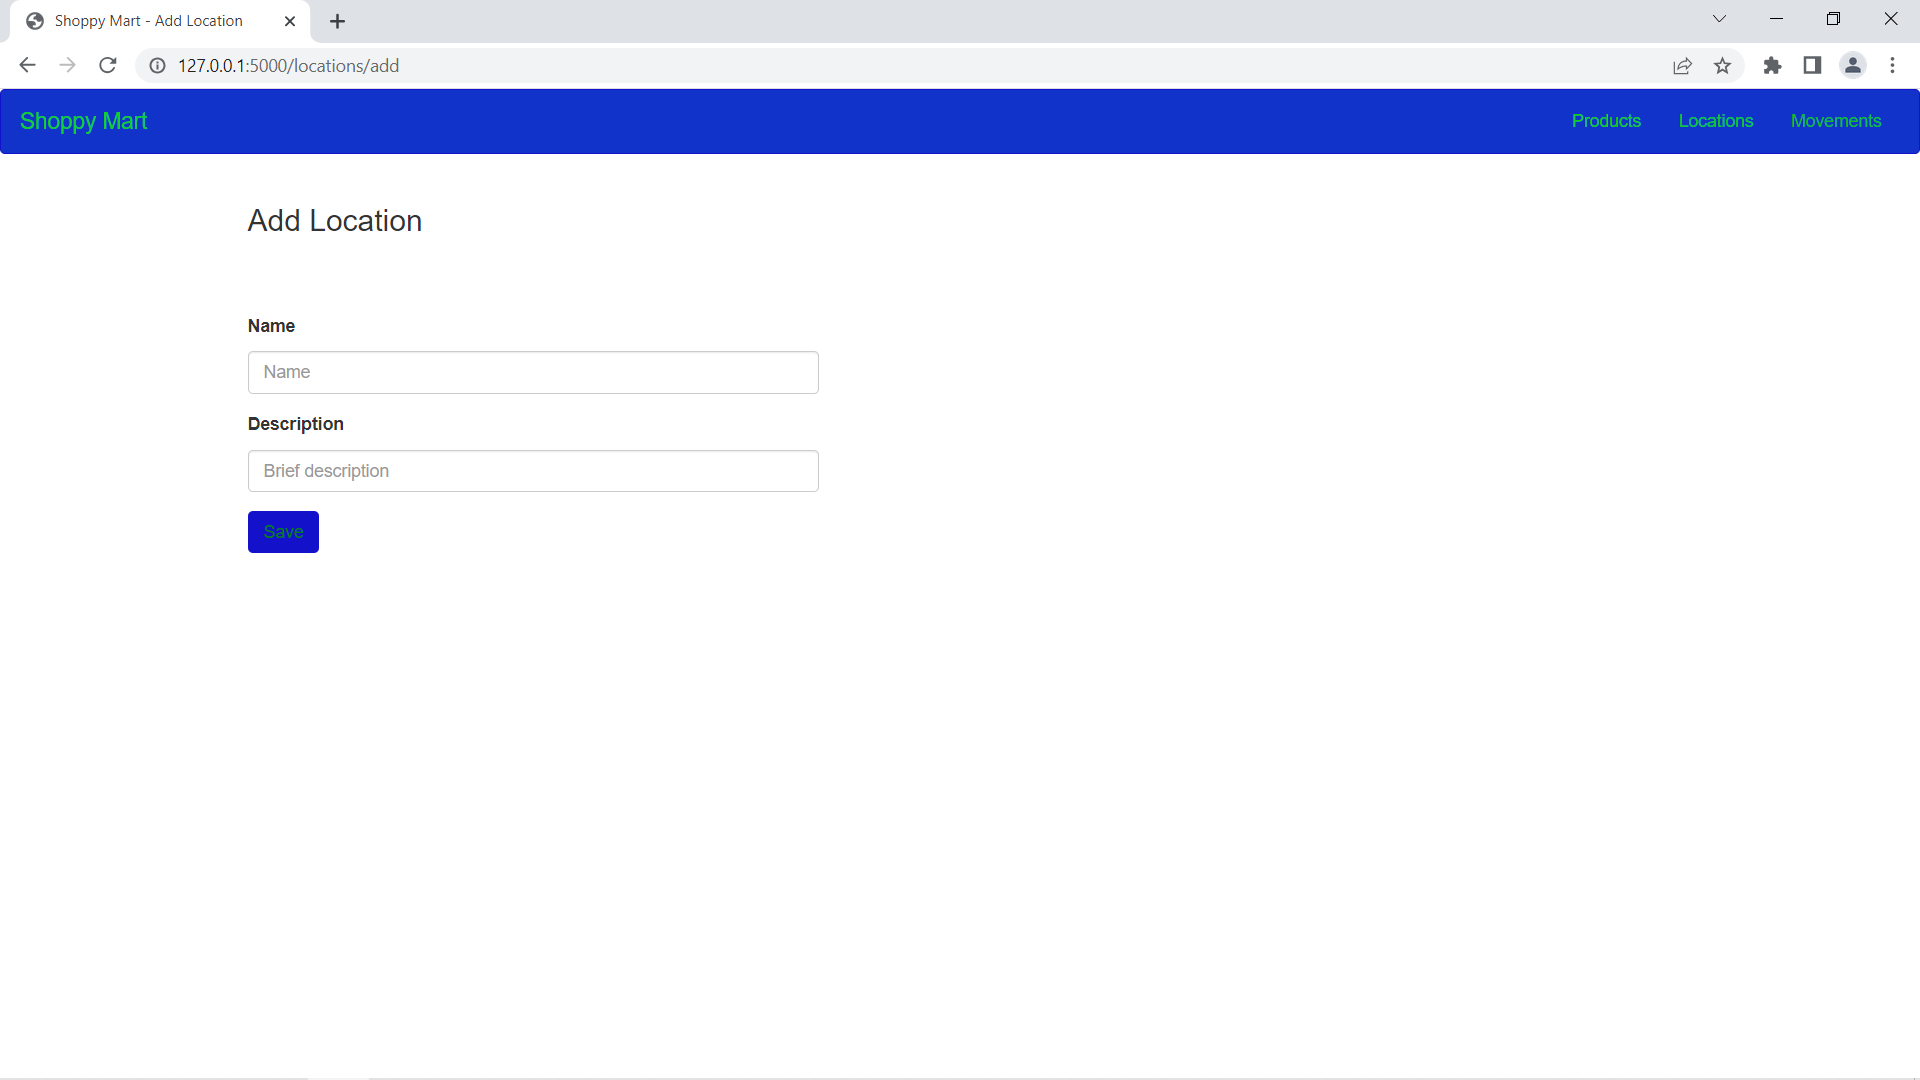 Shoppy Mart - Add Location
127.0.0.1:5000/locations/add
Shoppy Mart
Products
Locations
Movements
Add Location
Name
Name
Description
Brief description
Save